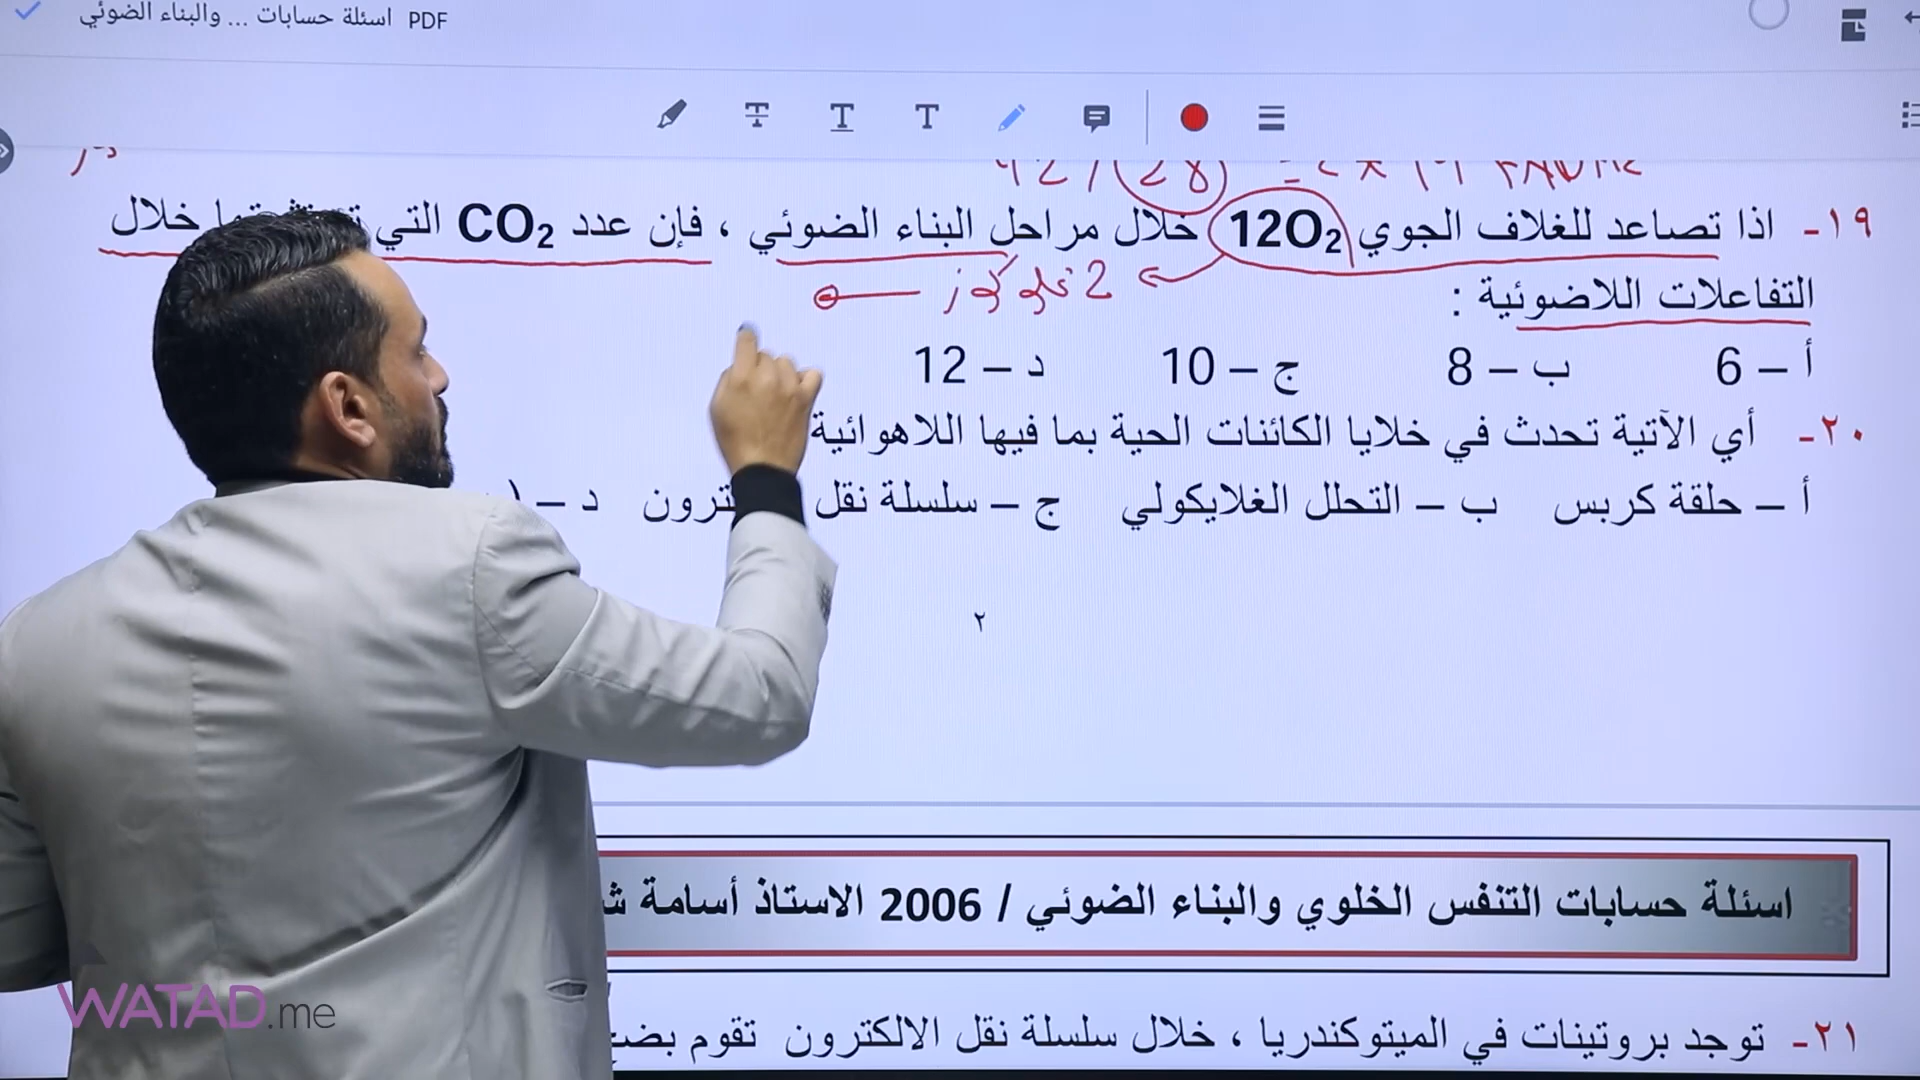 اسئلة حسابات ... والبناء الضوئي PDF
١٩- اذا تصاعد للغلاف الجوي 12O₂ خلال مراحل البناء الضوئي ، فإن عدد CO₂ التي خلال
2 غلوكوز
التفاعلات اللاضوئية :
أ – 6 ب – 8 ج – 10 د – 12
٢٠- أي الآتية تحدث في خلايا الكائنات الحية بما فيها اللاهوائية
أ – حلقة كربس ب – التحلل الغلايكولي ج – سلسلة نقل د –
٢
اسئلة حسابات التنفس الخلوي والبناء الضوئي / 2006 الاستاذ أسامة
٢١- توجد بروتينات في الميتوكندريا ، خلال سلسلة نقل الالكترون تقوم
WATAD.me